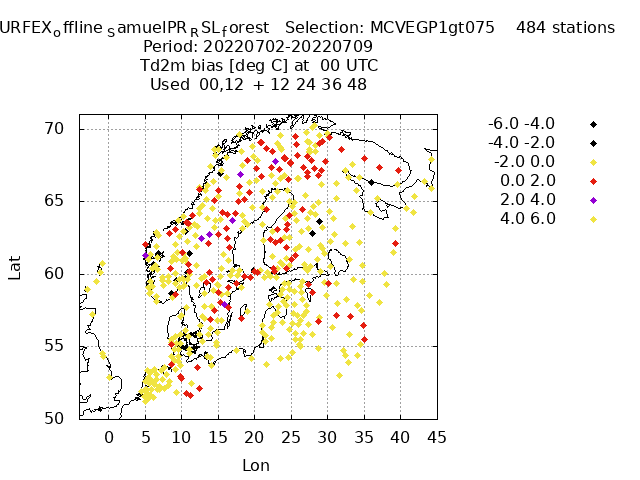 URFEXoffline SamuelPRRSLforest Selection: MCVEGP1gt075 484 stations
Period: 20220702-20220709
Td2m bias [deg C] at 00 UTC
Used 00,12 + 12 24 36 48
-6.0 -4.0
-4.0 -2.0
-2.0 0.0
0.0 2.0
2.0 4.0
4.0 6.0
70
65
60
55
50
Lat
0 5 10 15 20 25 30 35 40 45
Lon